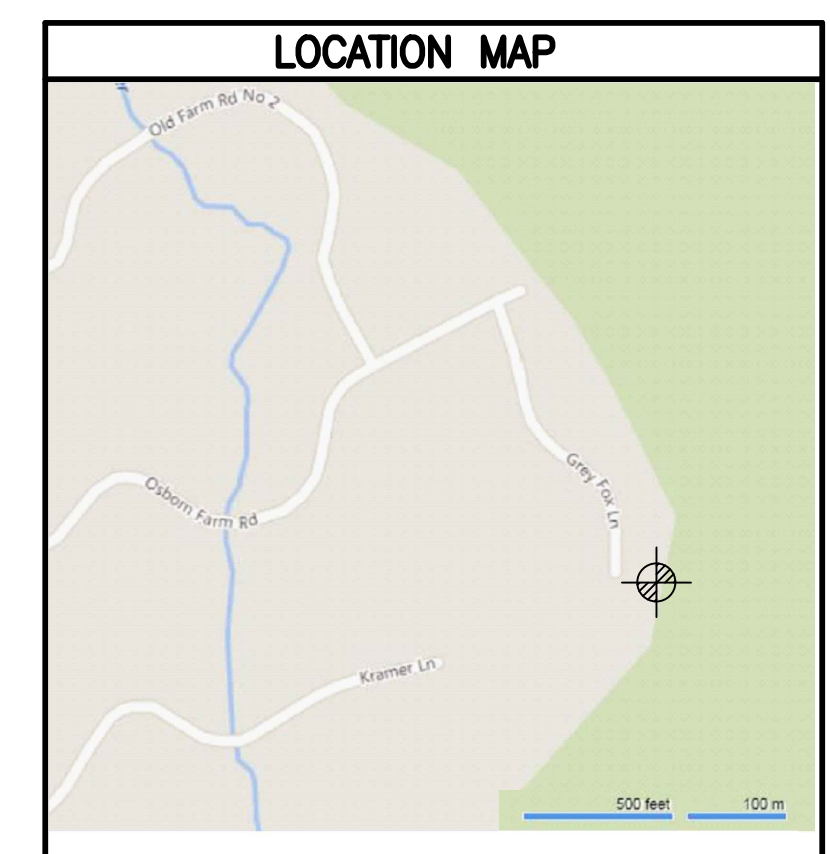 LOCATION MAP
Old Farm Rd No 2
Osborn Farm Rd
Grey Fox Ln
Kramer Ln
500 feet
100 m